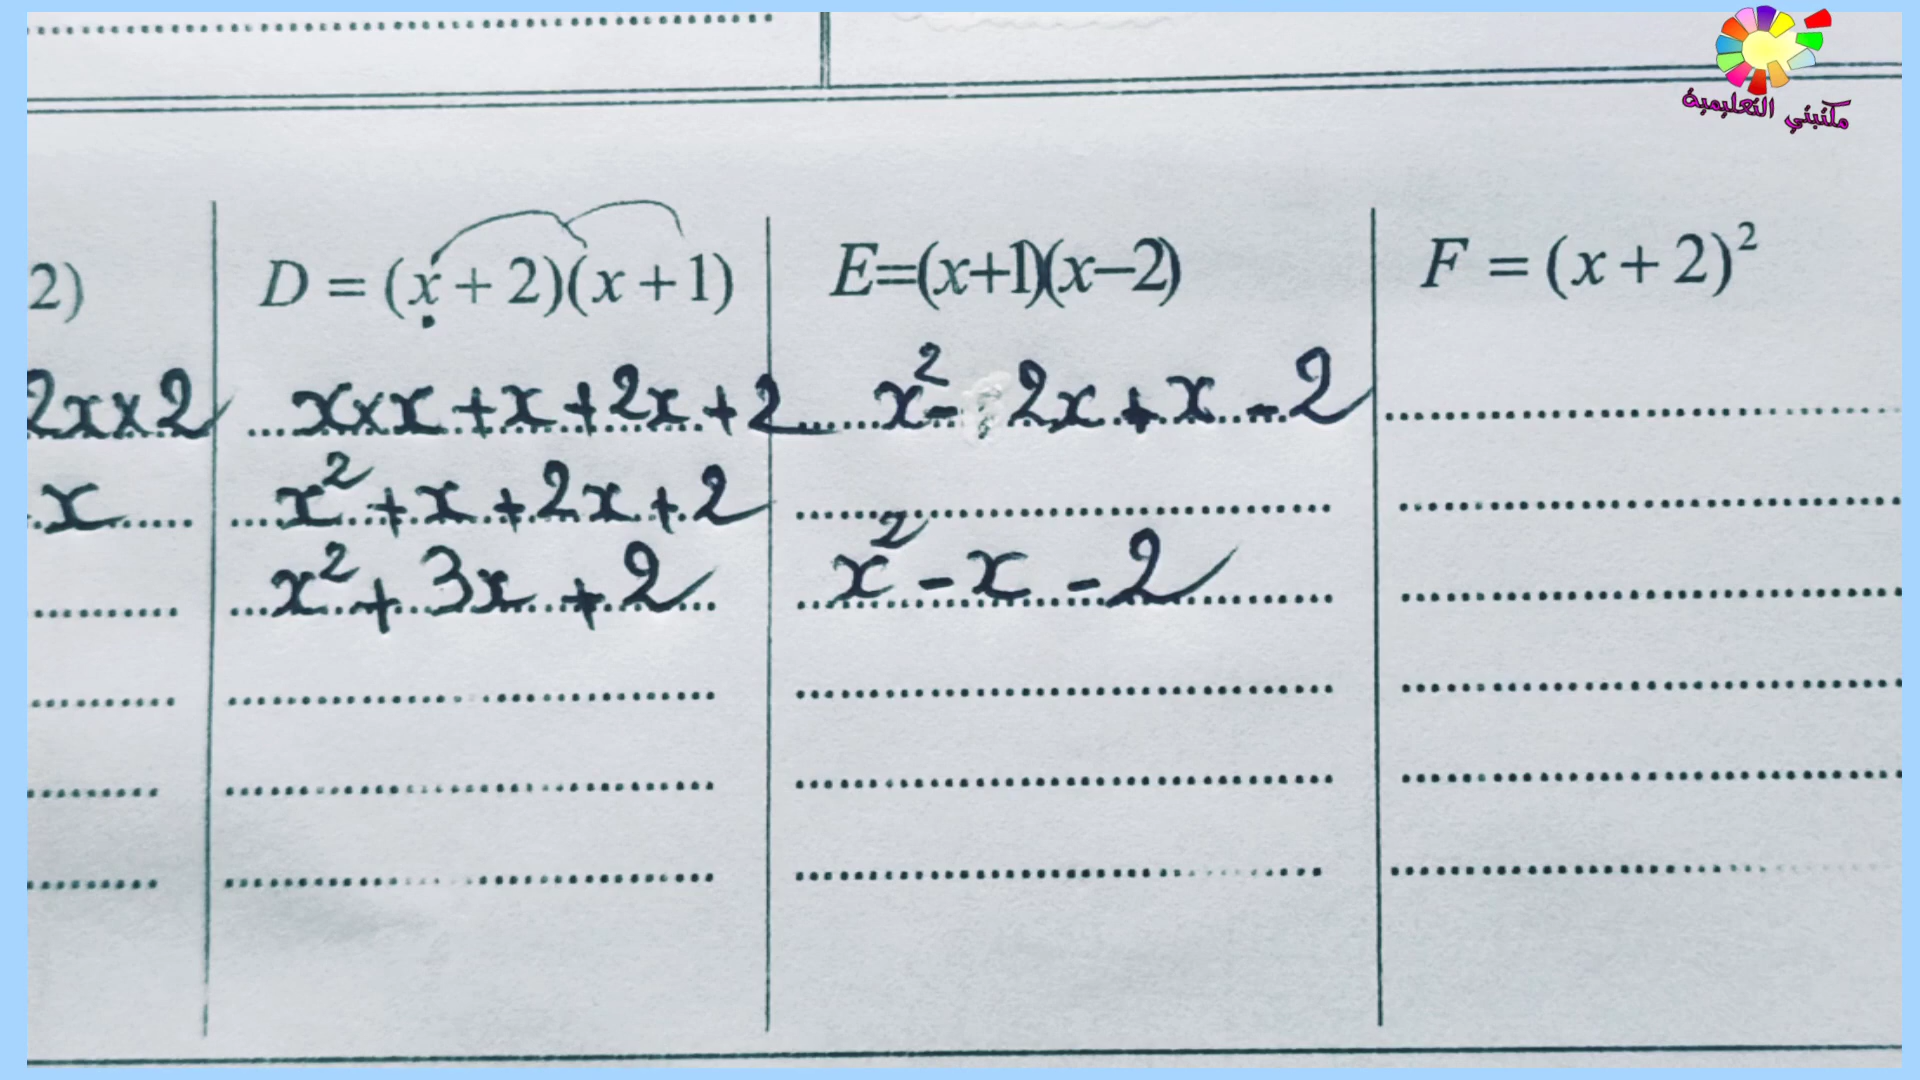 مكتبتي التعليمية
2)
2x×2
x
D = (x + 2)(x + 1)
x×x + x + 2x + 2
x² + x + 2x + 2
x² + 3x + 2
E=(x+1)(x−2)
x² - 2x + x - 2
x² - x - 2
F = (x + 2)²